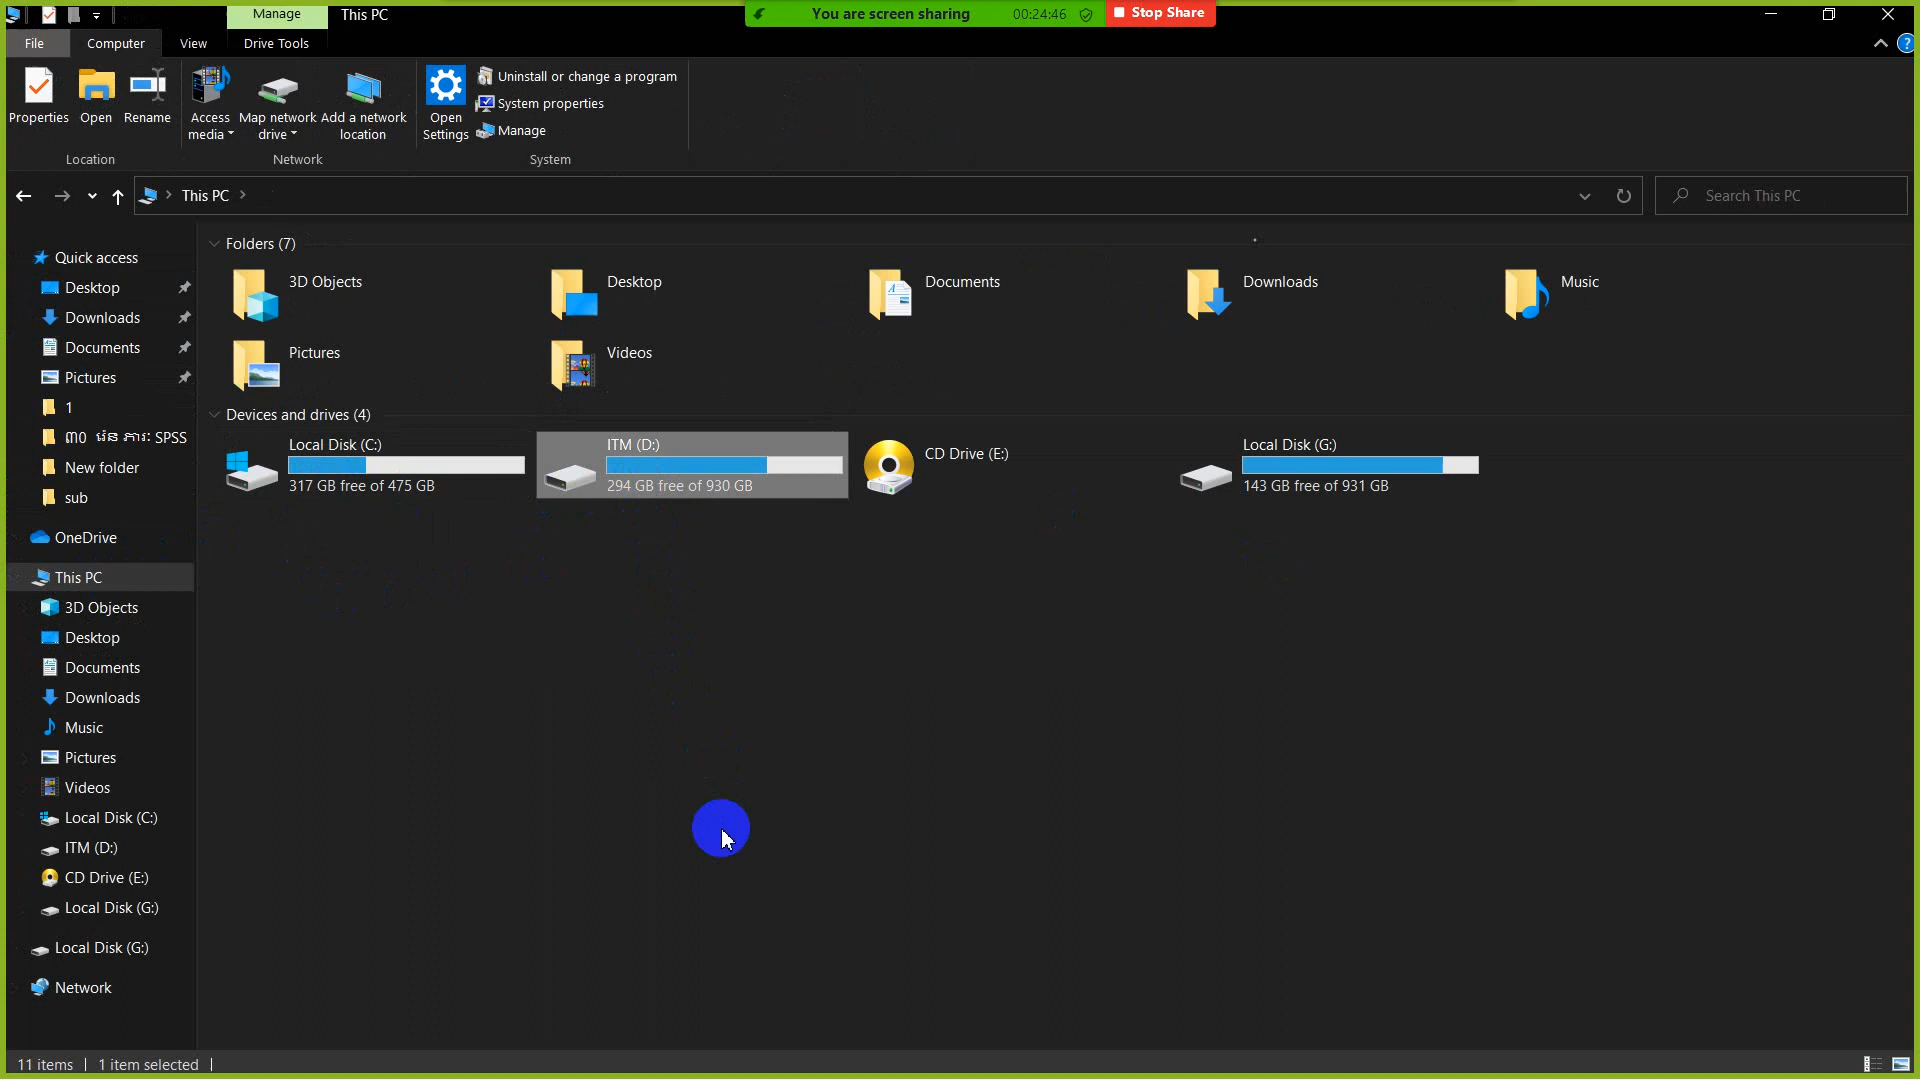 Manage This PC
You are screen sharing 00:24:46 Stop Share
File Computer View Drive Tools
Properties Open Rename
Access media
Map network drive
Add a network location
Open Settings
Uninstall or change a program
System properties
Manage
Location Network System
This PC
Search This PC
Quick access
Desktop
Downloads
Documents
Pictures
1
New folder
sub
OneDrive
This PC
3D Objects
Desktop
Documents
Downloads
Music
Pictures
Videos
Local Disk (C:)
ITM (D:)
CD Drive (E:)
Local Disk (G:)
Local Disk (G:)
Network
Folders (7)
3D Objects Desktop Documents Downloads Music
Pictures Videos
Devices and drives (4)
Local Disk (C:)
317 GB free of 475 GB
ITM (D:)
294 GB free of 930 GB
CD Drive (E:)
Local Disk (G:)
143 GB free of 931 GB
11 items 1 item selected